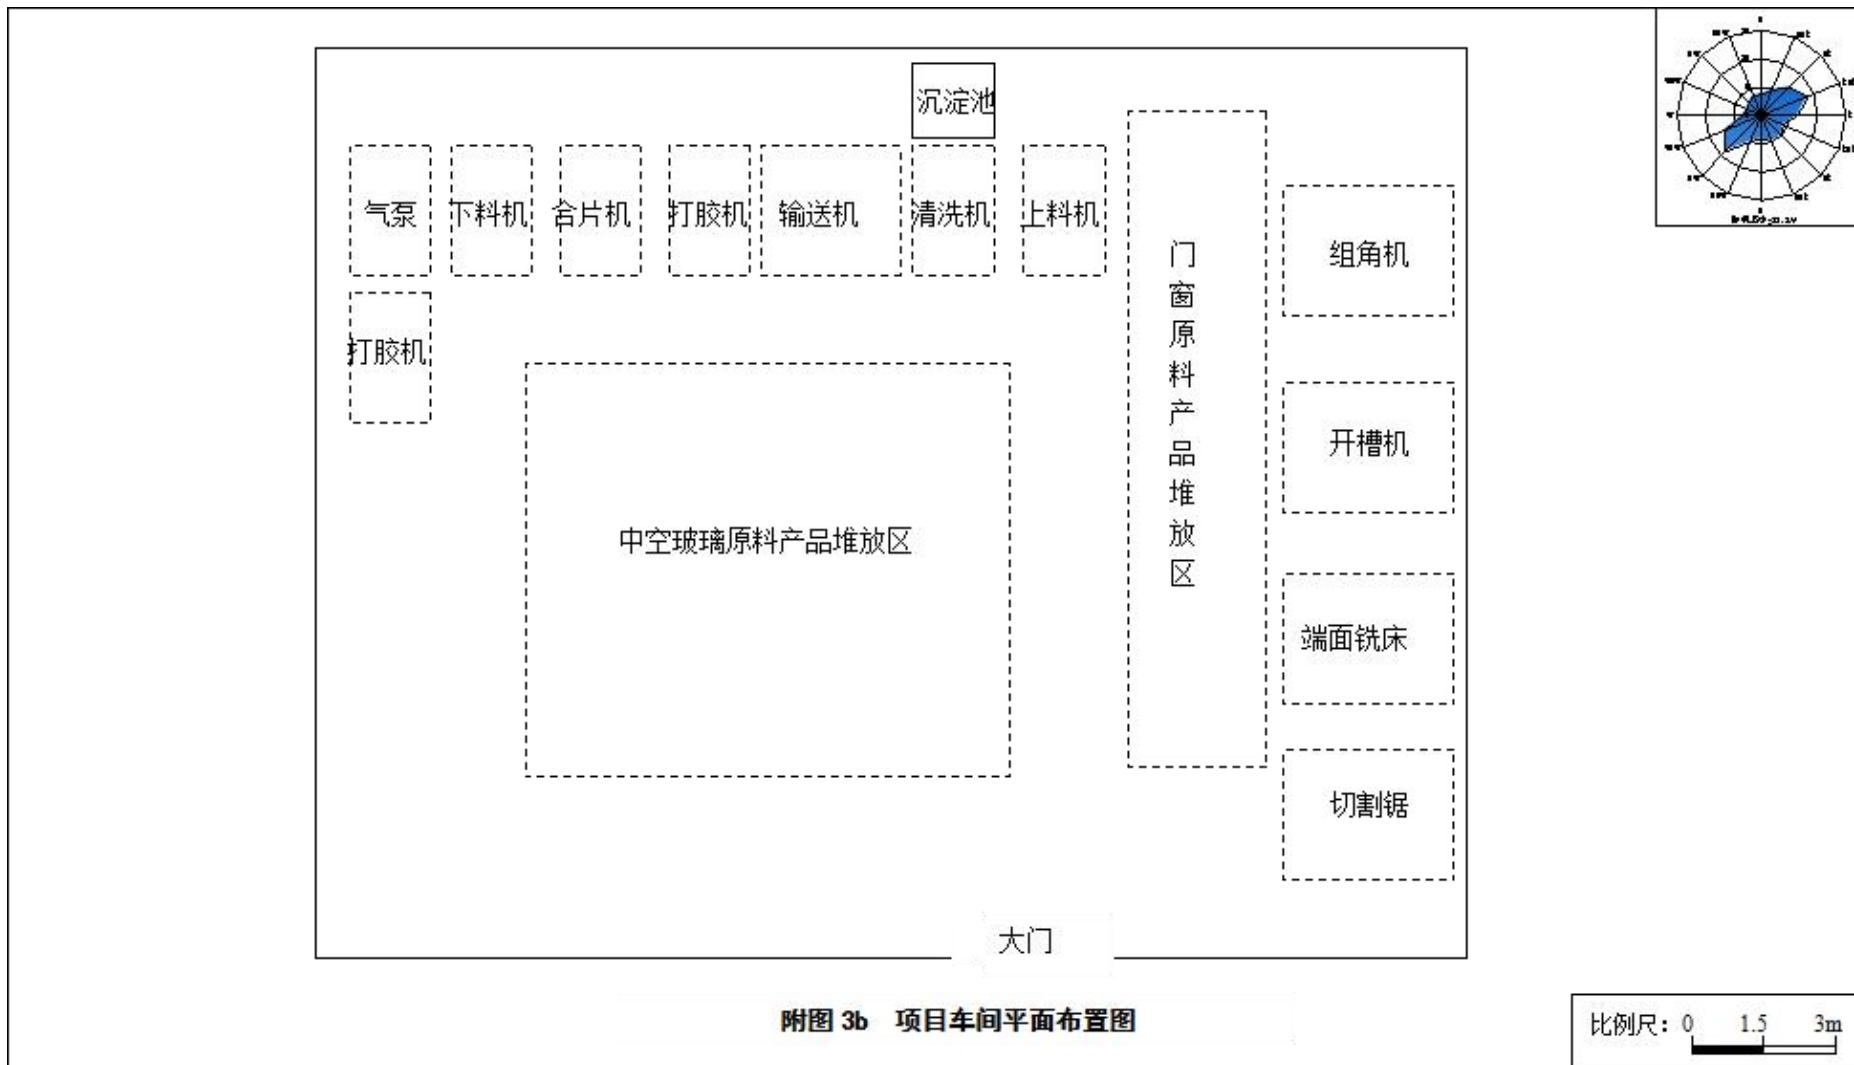 沉淀池
气泵
下料机
合片机
打胶机
输送机
清洗机
上料机
打胶机
门窗原料产品堆放区
组角机
开槽机
端面铣床
切割锯
中空玻璃原料产品堆放区
大门
附图 3b 项目车间平面布置图
比例尺: 0 1.5 3m